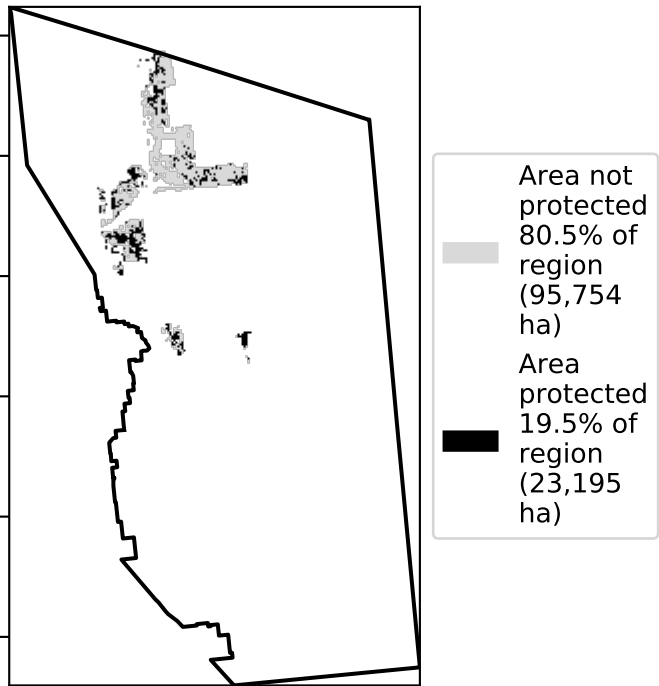 Area not
protected
80.5% of
region
(95,754
ha)
Area
protected
19.5% of
region
(23,195
ha)